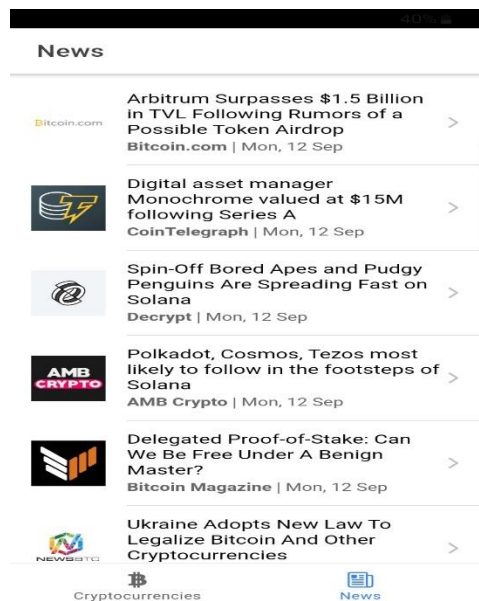 40%
News
Bitcoin.com
Arbitrum Surpasses $1.5 Billion
in TVL Following Rumors of a
Possible Token Airdrop
Bitcoin.com | Mon, 12 Sep
Digital asset manager
Monochrome valued at $15M
following Series A
CoinTelegraph | Mon, 12 Sep
Spin-Off Bored Apes and Pudgy
Penguins Are Spreading Fast on
Solana
Decrypt | Mon, 12 Sep
AMB
CRYPTO
Polkadot, Cosmos, Tezos most
likely to follow in the footsteps of
Solana
AMB Crypto | Mon, 12 Sep
Delegated Proof-of-Stake: Can
We Be Free Under A Benign
Master?
Bitcoin Magazine | Mon, 12 Sep
NEWSBTC
Ukraine Adopts New Law To
Legalize Bitcoin And Other
Cryptocurrencies
Cryptocurrencies
News